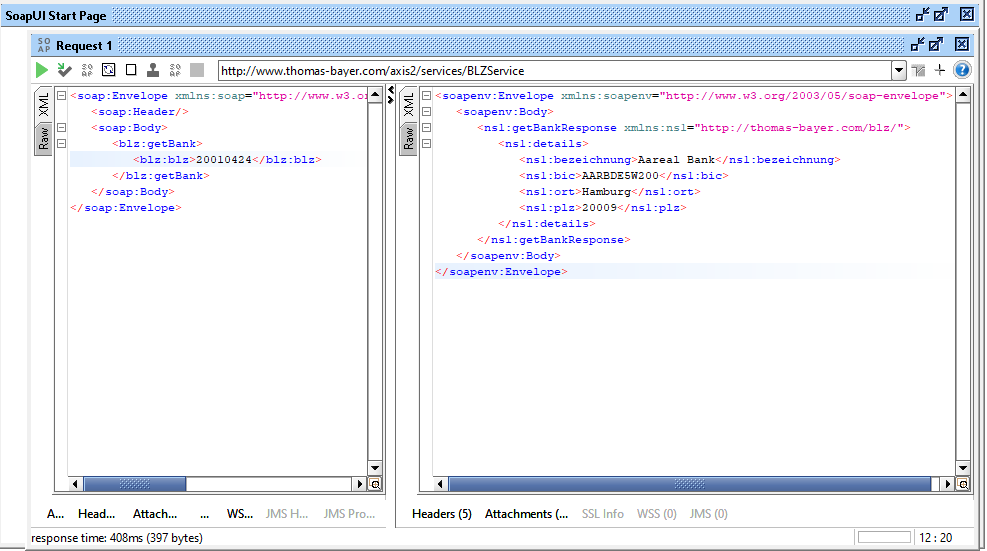 SoapUI Start Page
SO AP Request 1
SO AP SO AP http://www.thomas-bayer.com/axis2/services/BLZService
XML
Raw
<soap:Envelope xmlns:soap="http://www.w3.o
<soap:Header/>
<soap:Body>
<blz:getBank>
<blz:blz>20010424</blz:blz>
</blz:getBank>
</soap:Body>
</soap:Envelope>
XML
Raw
<soapenv:Envelope xmlns:soapenv="http://www.w3.org/2003/05/soap-envelope">
<soapenv:Body>
<ns1:getBankResponse xmlns:ns1="http://thomas-bayer.com/blz/">
<ns1:details>
<ns1:bezeichnung>Aareal Bank</ns1:bezeichnung>
<ns1:bic>AARBDE5W200</ns1:bic>
<ns1:ort>Hamburg</ns1:ort>
<ns1:plz>20009</ns1:plz>
</ns1:details>
</ns1:getBankResponse>
</soapenv:Body>
</soapenv:Envelope>
A... Head... Attach... ... WS... JMS H... JMS Pro...
Headers (5) Attachments (... SSL Info WSS (0) JMS (0)
response time: 408ms (397 bytes)
12 : 20